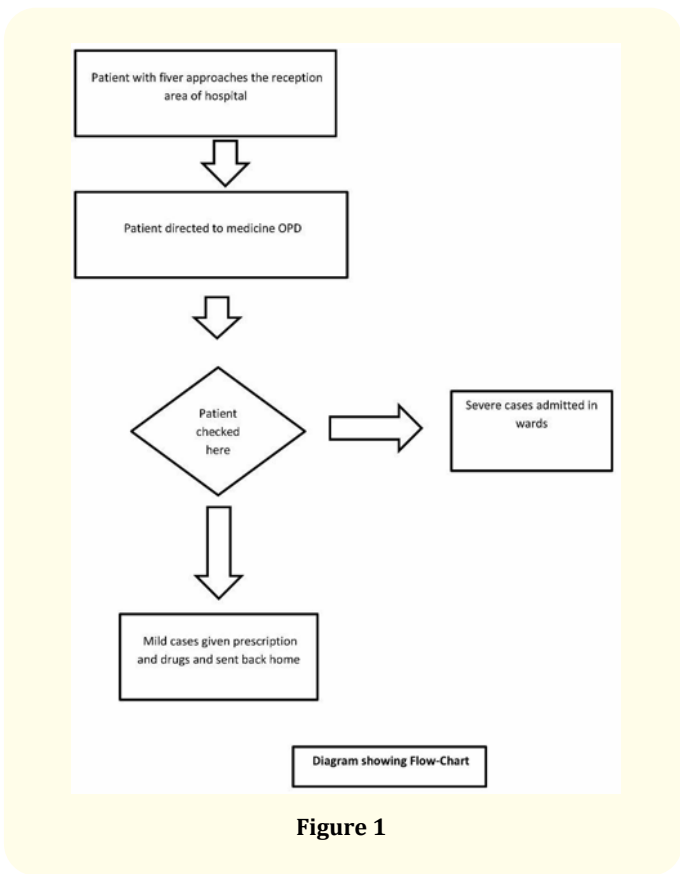 Patient with fiver approaches the reception
area of hospital
Patient directed to medicine OPD
Patient
checked
here
Severe cases admitted in
wards
Mild cases given prescription
and drugs and sent back home
Diagram showing Flow-Chart
Figure 1